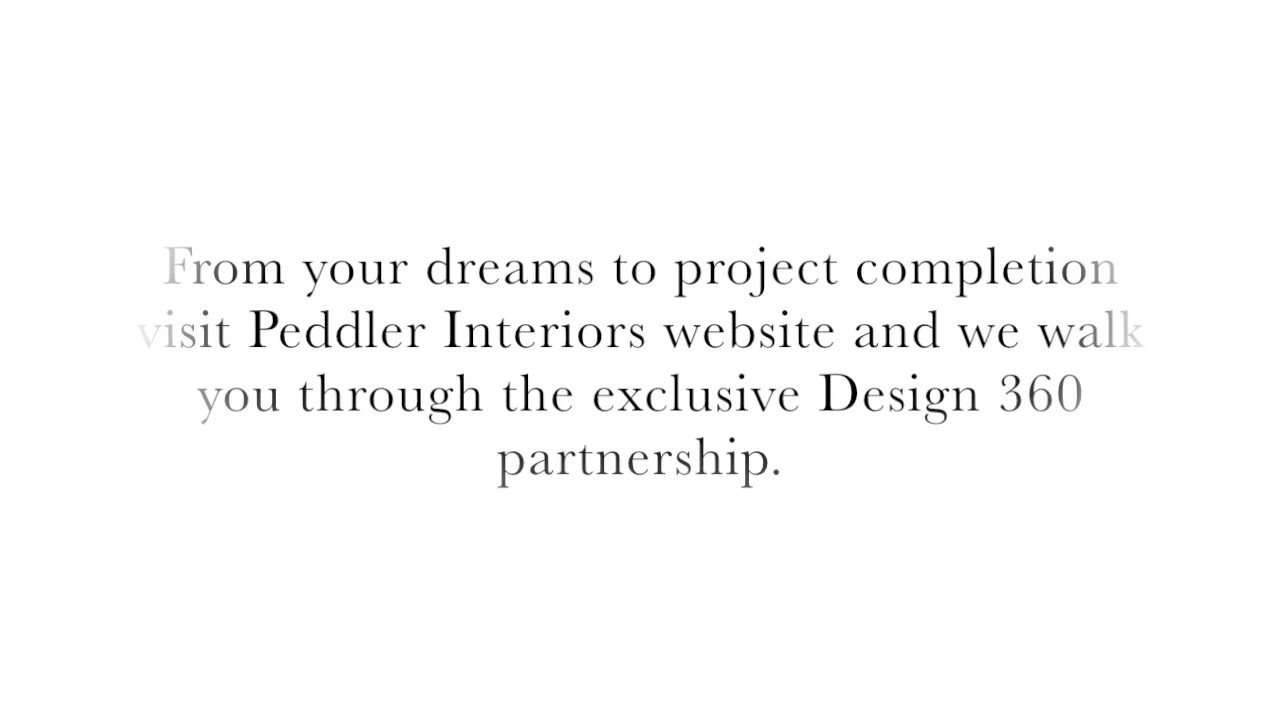 From your dreams to project completion
visit Peddler Interiors website and we walk
you through the exclusive Design 360
partnership.